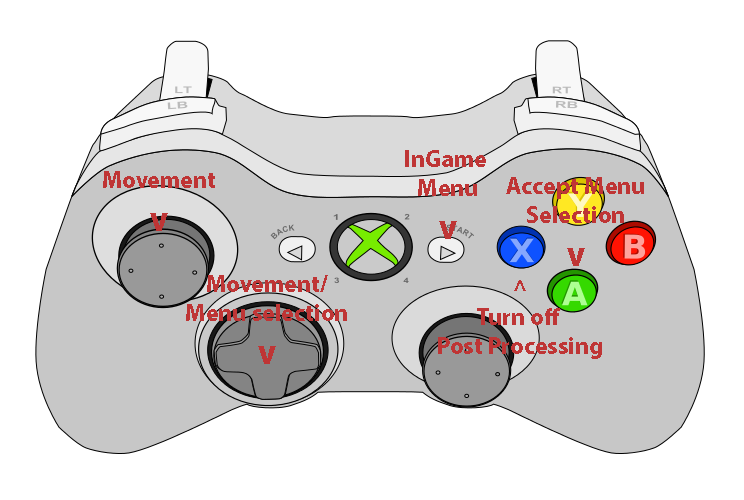 LT
LB
RT
RB
Movement
V
InGame
Menu
V
Accept Menu
Selection
V
Y
X
B
A
^
BACK
START
1
2
3
4
Movement/
Menu selection
V
Turn off
Post Processing